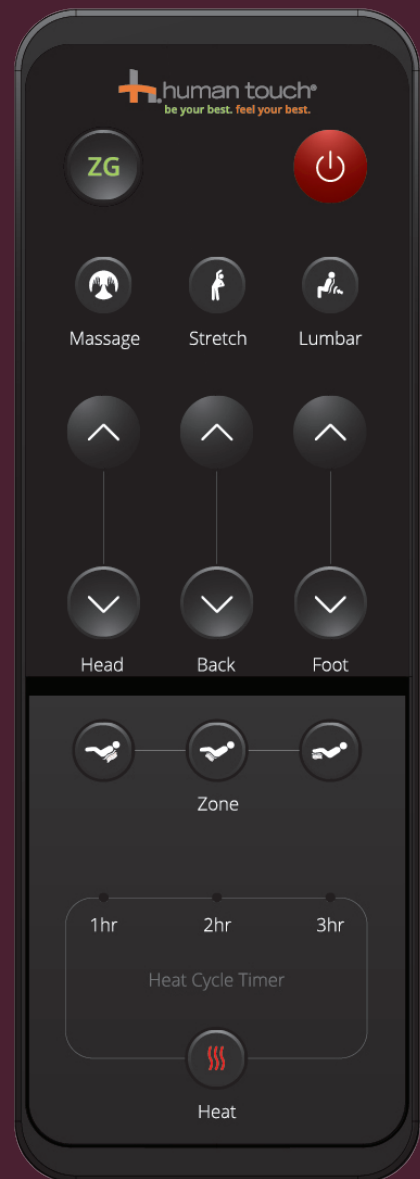 human touch®
be your best. feel your best.
ZG
Massage Stretch Lumbar
Head Back Foot
Zone
1hr 2hr 3hr
Heat Cycle Timer
Heat